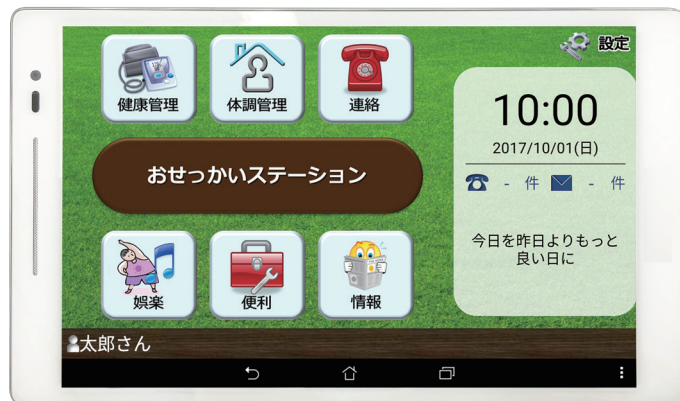 設定
健康管理
体調管理
連絡
おせっかいステーション
娯楽
便利
情報
10:00
2017/10/01(日)
- 件 - 件
今日を昨日よりもっと
良い日に
太郎さん